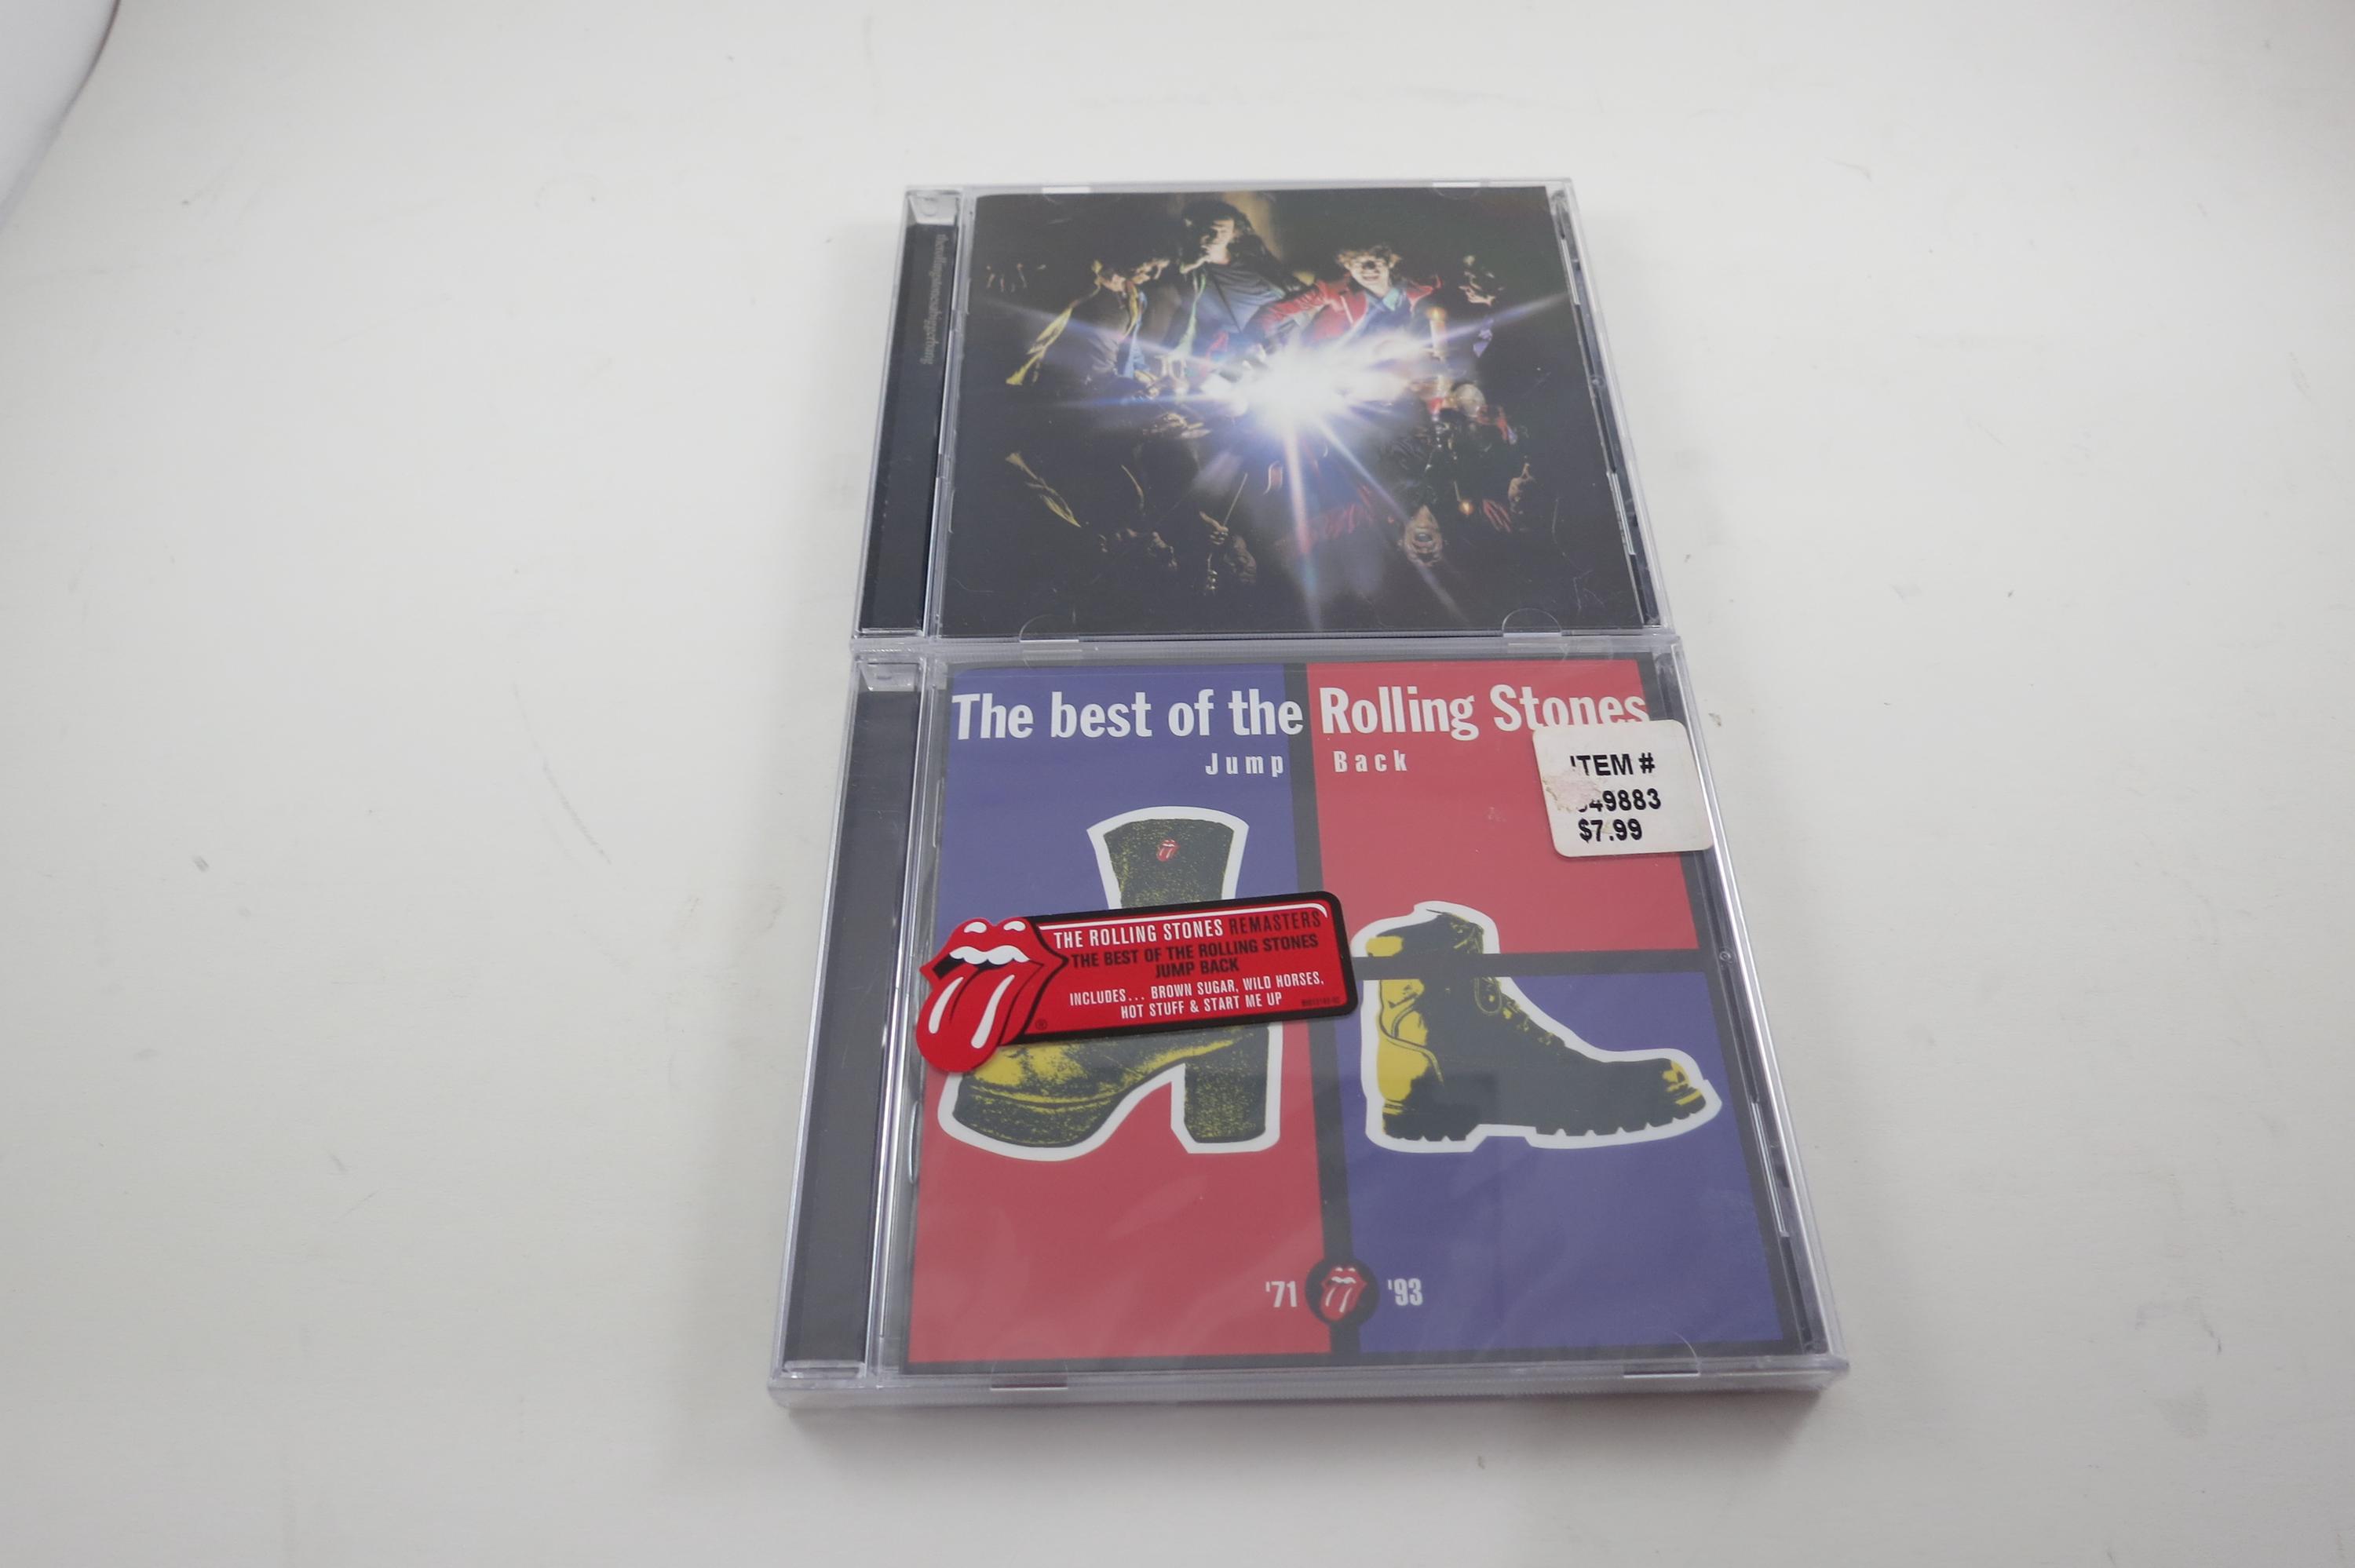 therollingstonesabiggerbang
The best of the Rolling Stones
Jump Back
ITEM #
49883
$7.99
THE ROLLING STONES REMASTERS
THE BEST OF THE ROLLING STONES
JUMP BACK
INCLUDES... BROWN SUGAR, WILD HORSES,
HOT STUFF & START ME UP
®
'71 '93